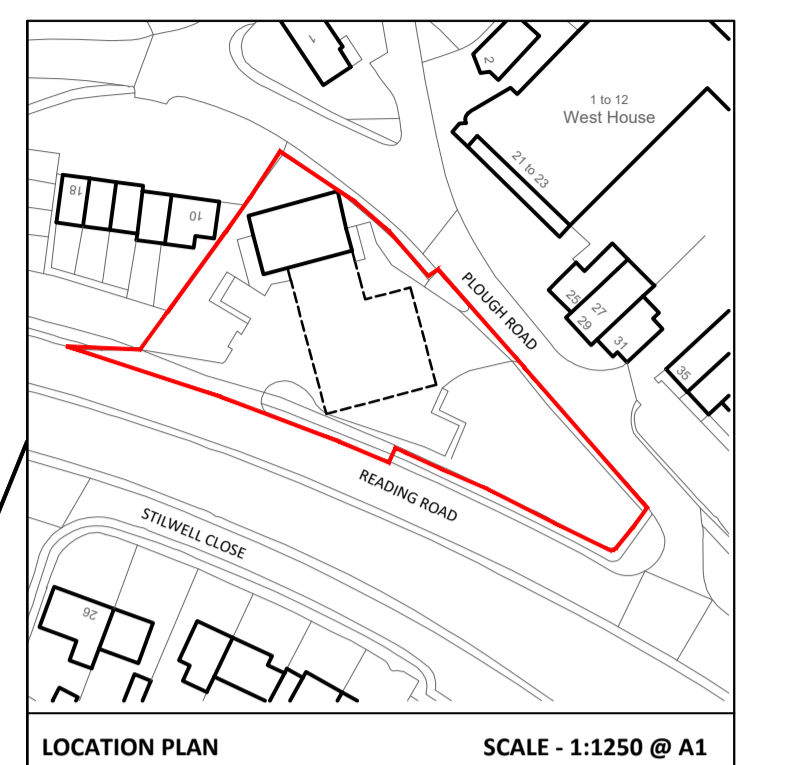 1
2
1 to 12
West House
21 to 23
18
10
PLOUGH ROAD
25
27
29
31
35
READING ROAD
STILWELL CLOSE
26
LOCATION PLAN
SCALE - 1:1250 @ A1